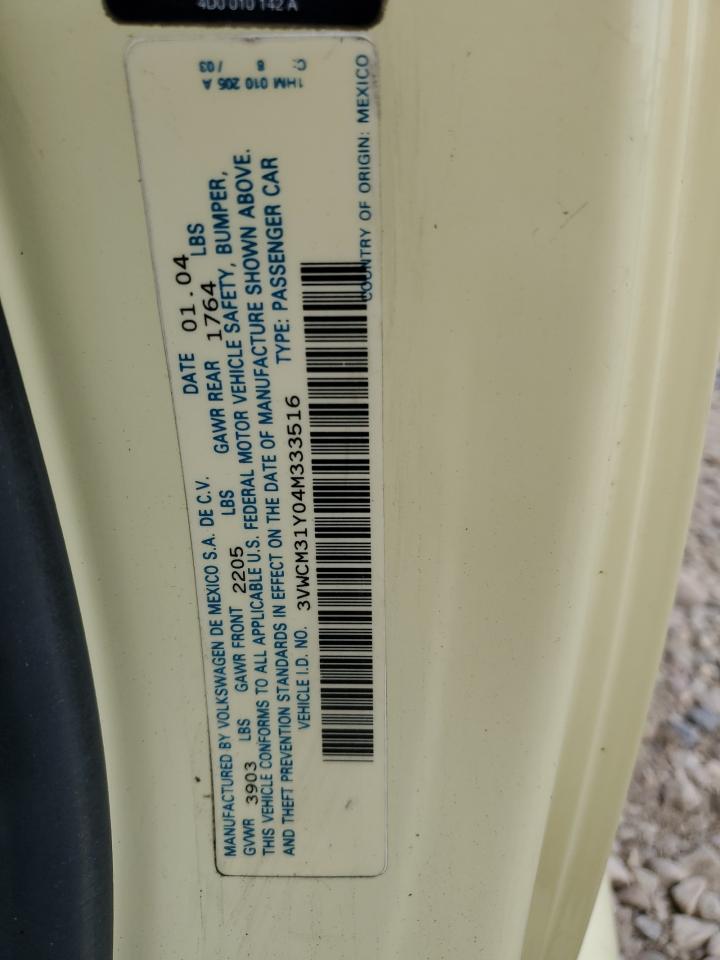 4D0 010 142 A
MANUFACTURED BY VOLKSWAGEN DE MEXICO S.A. DE C.V. DATE 01.04
GVWR 3903 LBS GAWR FRONT 2205 LBS GAWR REAR 1764 LBS
THIS VEHICLE CONFORMS TO ALL APPLICABLE U.S. FEDERAL MOTOR VEHICLE SAFETY, BUMPER,
AND THEFT PREVENTION STANDARDS IN EFFECT ON THE DATE OF MANUFACTURE SHOWN ABOVE.
VEHICLE I.D. NO. 3VWCM31Y04M333516 TYPE: PASSENGER CAR
COUNTRY OF ORIGIN: MEXICO
1HM 010 205 A